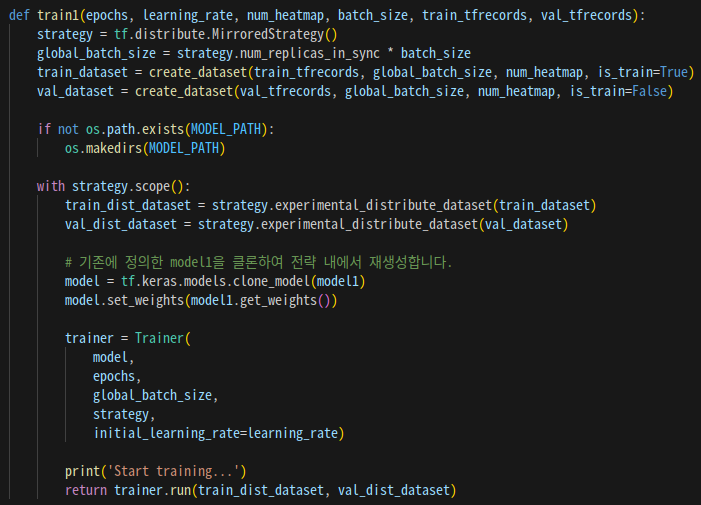 def train1(epochs, learning_rate, num_heatmap, batch_size, train_tfrecords, val_tfrecords):
    strategy = tf.distribute.MirroredStrategy()
    global_batch_size = strategy.num_replicas_in_sync * batch_size
    train_dataset = create_dataset(train_tfrecords, global_batch_size, num_heatmap, is_train=True)
    val_dataset = create_dataset(val_tfrecords, global_batch_size, num_heatmap, is_train=False)

    if not os.path.exists(MODEL_PATH):
        os.makedirs(MODEL_PATH)

    with strategy.scope():
        train_dist_dataset = strategy.experimental_distribute_dataset(train_dataset)
        val_dist_dataset = strategy.experimental_distribute_dataset(val_dataset)

        # 기존에 정의한 model1을 클론하여 전략 내에서 재생성합니다.
        model = tf.keras.models.clone_model(model1)
        model.set_weights(model1.get_weights())

        trainer = Trainer(
            model,
            epochs,
            global_batch_size,
            strategy,
            initial_learning_rate=learning_rate)

        print('Start training...')
        return trainer.run(train_dist_dataset, val_dist_dataset)